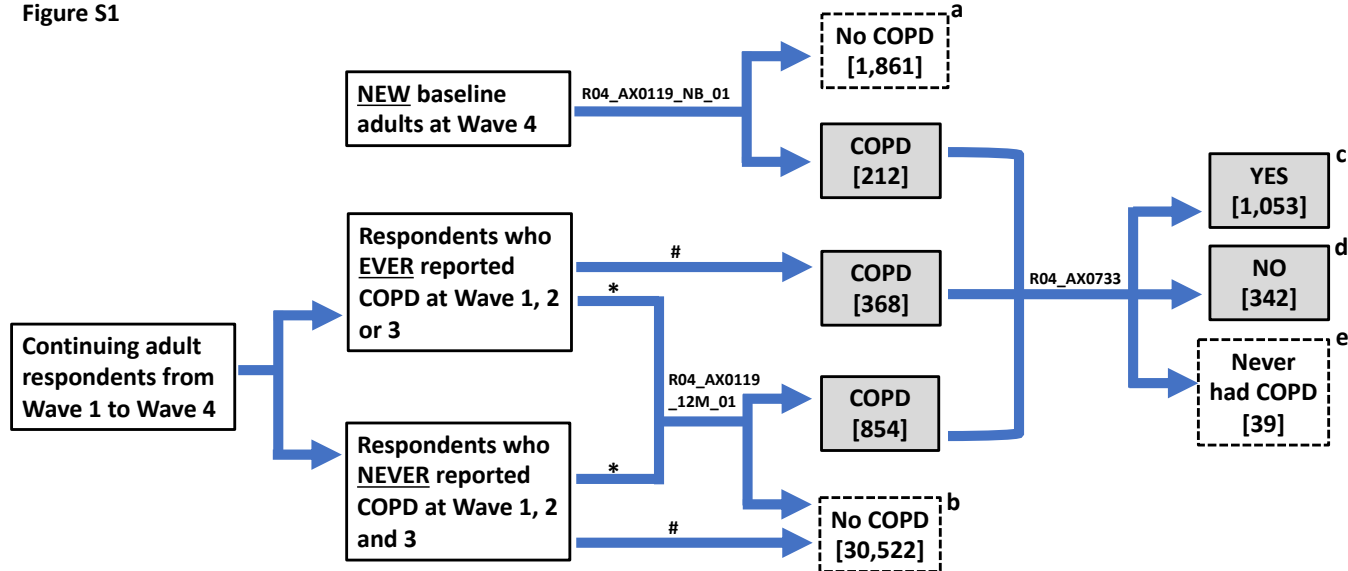 Figure S1
NEW baseline
adults at Wave 4
R04_AX0119_NB_01
No COPD
[1,861]
a
COPD
[212]
Continuing adult
respondents from
Wave 1 to Wave 4
Respondents who
EVER reported
COPD at Wave 1, 2
or 3
#
*
COPD
[368]
Respondents who
NEVER reported
COPD at Wave 1, 2
and 3
*
#
R04_AX0119
_12M_01
COPD
[854]
No COPD
[30,522]
b
R04_AX0733
YES
[1,053]
c
NO
[342]
d
Never
had COPD
[39]
e